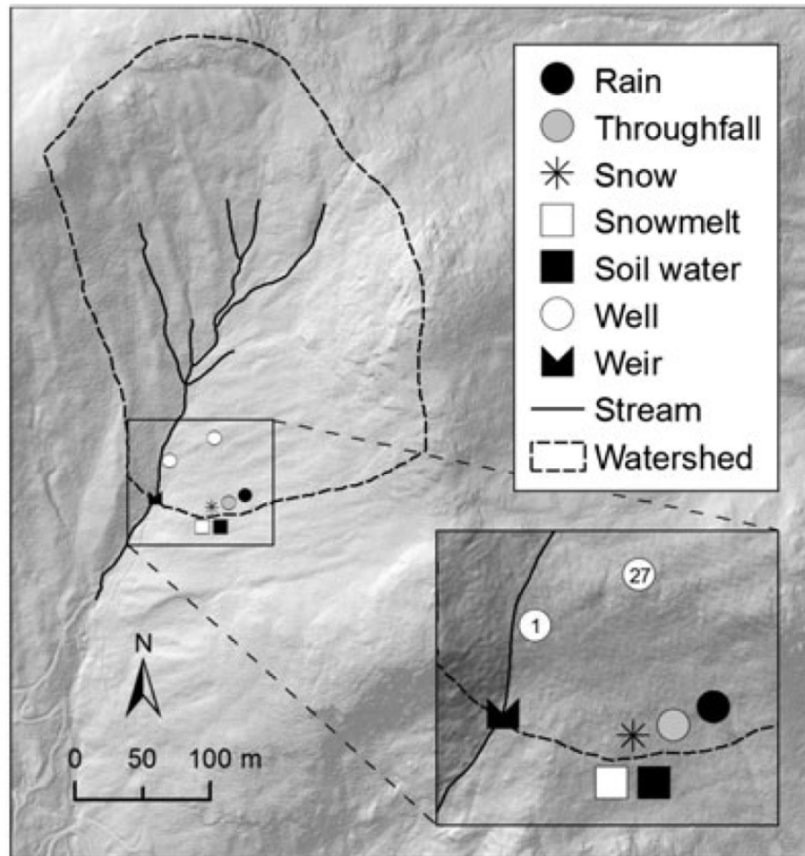 Rain
Throughfall
Snow
Snowmelt
Soil water
Well
Weir
Stream
Watershed
27
1
N
0 50 100 m